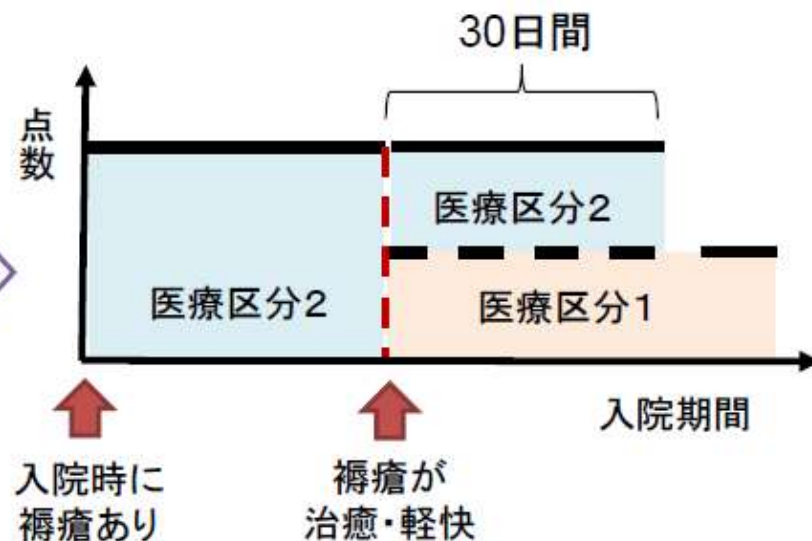 30日間
点数
医療区分2
医療区分2
医療区分1
入院期間
入院時に
褥瘡あり
褥瘡が
治癒・軽快